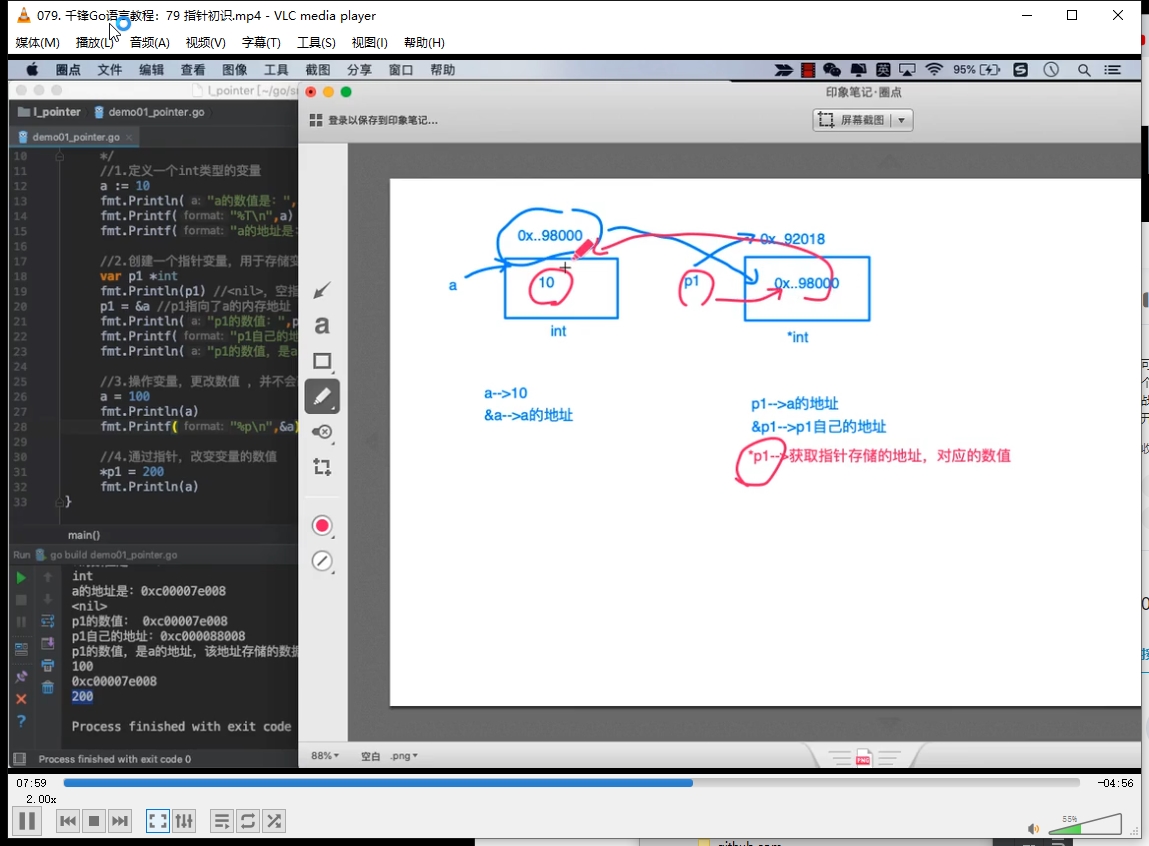 079. 千锋Go语言教程：79 指针初识.mp4 - VLC media player
媒体(M) 播放(L) 音频(A) 视频(V) 字幕(T) 工具(S) 视图(I) 帮助(H)
圈点 文件 编辑 查看 图像 工具 截图 分享 窗口 帮助 英 95%
l_pointer [~/go/s
印象笔记·圈点
l_pointer demo01_pointer.go
登录以保存到印象笔记...
屏幕截图
demo01_pointer.go
10 */
11 //1.定义一个int类型的变量
12 a := 10
13 fmt.Println( a: "a的数值是：",
14 fmt.Printf( format: "%T\n",a)
15 fmt.Printf( format: "a的地址是:
16
17 //2.创建一个指针变量，用于存储变
18 var p1 *int
19 fmt.Println(p1) //<nil>，空指
20 p1 = &a //p1指向了a的内存地址
21 fmt.Println( a: "p1的数值：",p
22 fmt.Printf( format: "p1自己的地
23 fmt.Println( a: "p1的数值，是a
24
25 //3.操作变量，更改数值 ，并不会
26 a = 100
27 fmt.Println(a)
28 fmt.Printf( format: "%p\n",&a)
29
30 //4.通过指针，改变变量的数值
31 *p1 = 200
32 fmt.Println(a)
33 }
main()
0x..98000
0x..92018
a
10
p1
0x..98000
int
*int
a-->10
&a-->a的地址
p1-->a的地址
&p1-->p1自己的地址
*p1-->获取指针存储的地址，对应的数值
a
Run go build demo01_pointer.go
int
a的地址是：0xc00007e008
<nil>
p1的数值： 0xc00007e008
p1自己的地址：0xc000088008
p1的数值，是a的地址，该地址存储的数据
100
0xc00007e008
200
Process finished with exit code
Process finished with exit code 0
88% 空白 .png
PNG
07:59 -04:56
2.00x
55%
github.com